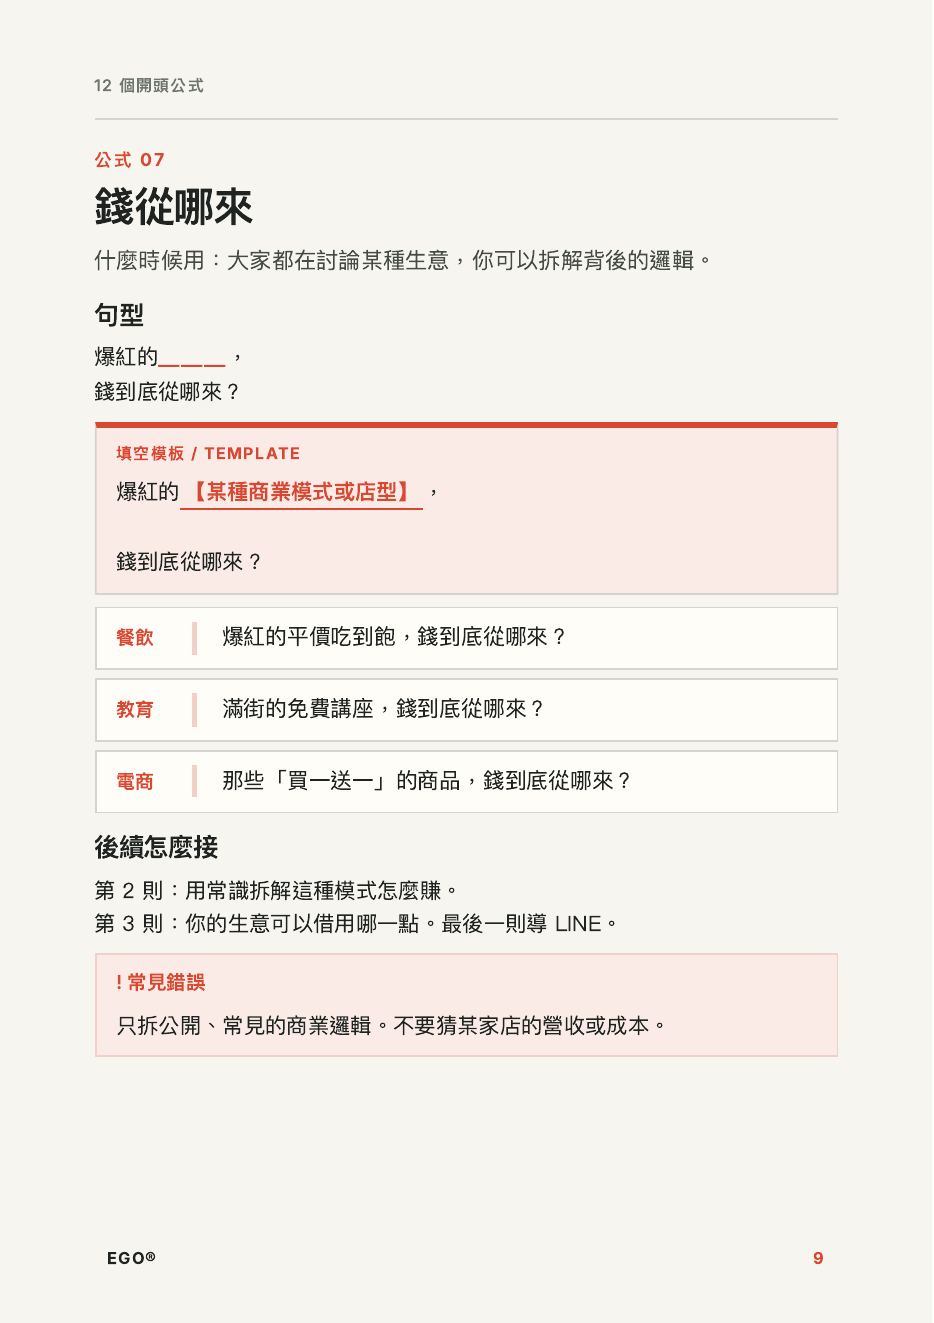 12 個開頭公式
公式 07
錢從哪來
什麼時候用：大家都在討論某種生意，你可以拆解背後的邏輯。
句型
爆紅的______，
錢到底從哪來？
填空模板 / TEMPLATE
爆紅的【某種商業模式或店型】，
錢到底從哪來？
餐飲 爆紅的平價吃到飽，錢到底從哪來？
教育 滿街的免費講座，錢到底從哪來？
電商 那些「買一送一」的商品，錢到底從哪來？
後續怎麼接
第 2 則：用常識拆解這種模式怎麼賺。
第 3 則：你的生意可以借用哪一點。最後一則導 LINE。
! 常見錯誤
只拆公開、常見的商業邏輯。不要猜某家店的營收或成本。
EGO®
9